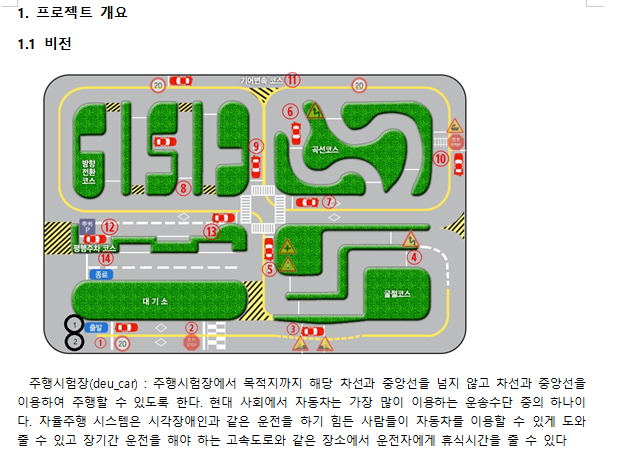 1. 프로젝트 개요
1.1 비전
20
기어변속 코스
⑪
20
⑥
곡선코스
⑨
⑩
방향
전환
코스
⑧
⑦
P
⑫
⑬
평행주차 코스
⑭
종료
⑤
④
굴절코스
대기소
1
2
출발
①
20
②
③
주행시험장(deu_car) : 주행시험장에서 목적지까지 해당 차선과 중앙선을 넘지 않고 차선과 중앙선을
이용하여 주행할 수 있도록 한다. 현대 사회에서 자동차는 가장 많이 이용하는 운송수단 중의 하나이
다. 자율주행 시스템은 시각장애인과 같은 운전을 하기 힘든 사람들이 자동차를 이용할 수 있게 도와
줄 수 있고 장기간 운전을 해야 하는 고속도로와 같은 장소에서 운전자에게 휴식시간을 줄 수 있다